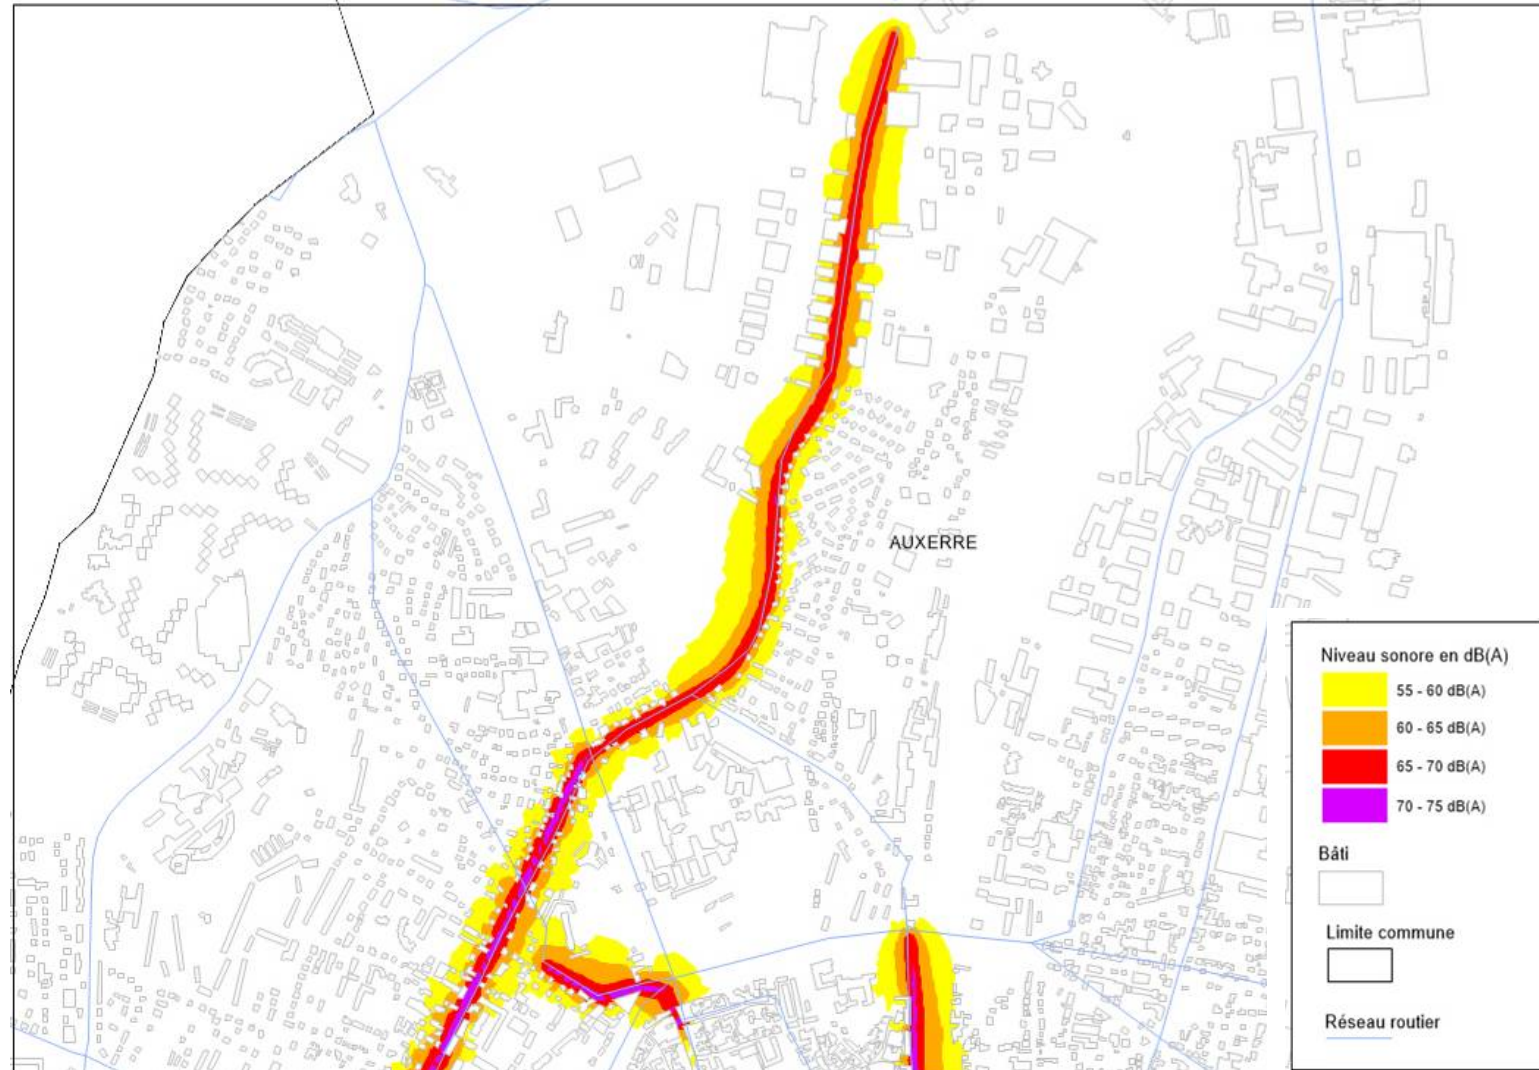 AUXERRE
Niveau sonore en dB(A)
55 - 60 dB(A)
60 - 65 dB(A)
65 - 70 dB(A)
70 - 75 dB(A)
Bâti
Limite commune
Réseau routier